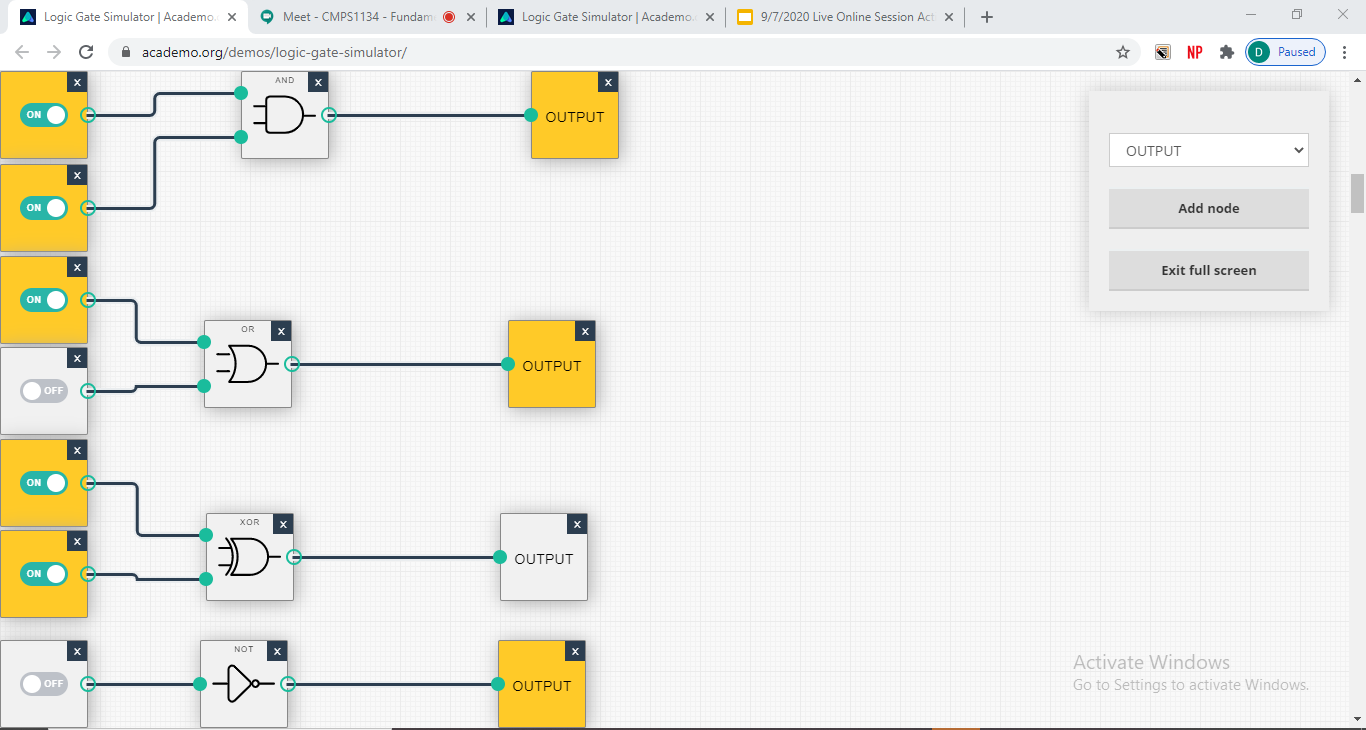 Logic Gate Simulator | Academo.
Meet - CMPS1134 - Fundam
Logic Gate Simulator | Academo.
9/7/2020 Live Online Session Act
academo.org/demos/logic-gate-simulator/
NP
D Paused
x
ON
AND x
x
OUTPUT
OUTPUT
x
ON
Add node
x
ON
Exit full screen
OR x
x
OUTPUT
x
OFF
x
ON
XOR x
x
OUTPUT
x
ON
x
OFF
NOT x
x
OUTPUT
Activate Windows
Go to Settings to activate Windows.